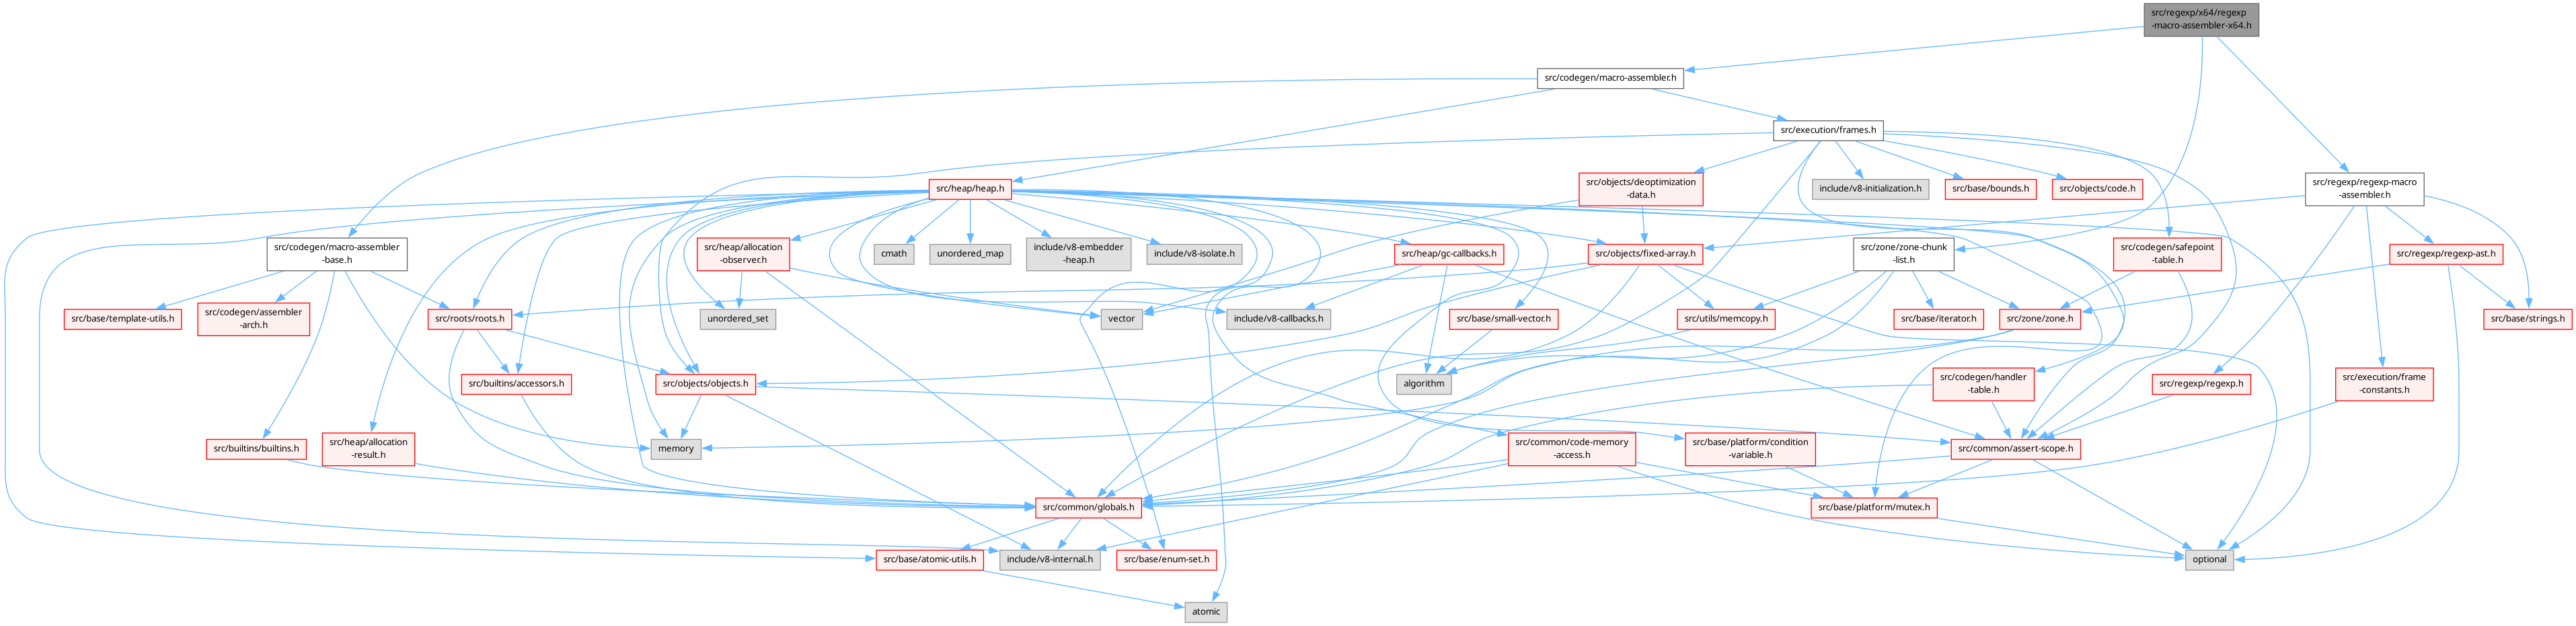 src/regexp/x64/regexp
-macro-assembler-x64.h
src/codegen/macro-assembler.h
src/execution/frames.h
src/heap/heap.h
src/objects/deoptimization
-data.h
include/v8-initialization.h
src/base/bounds.h
src/objects/code.h
src/regexp/regexp-macro
-assembler.h
src/codegen/macro-assembler
-base.h
src/heap/allocation
-observer.h
cmath
unordered_map
include/v8-embedder
-heap.h
include/v8-isolate.h
src/heap/gc-callbacks.h
src/objects/fixed-array.h
src/zone/zone-chunk
-list.h
src/codegen/safepoint
-table.h
src/regexp/regexp-ast.h
src/base/template-utils.h
src/codegen/assembler
-arch.h
src/roots/roots.h
unordered_set
vector
include/v8-callbacks.h
src/base/small-vector.h
src/utils/memcopy.h
src/base/iterator.h
src/zone/zone.h
src/base/strings.h
src/builtins/accessors.h
src/objects/objects.h
algorithm
src/codegen/handler
-table.h
src/regexp/regexp.h
src/execution/frame
-constants.h
src/builtins/builtins.h
src/heap/allocation
-result.h
memory
src/common/code-memory
-access.h
src/base/platform/condition
-variable.h
src/common/assert-scope.h
src/common/globals.h
src/base/platform/mutex.h
src/base/atomic-utils.h
include/v8-internal.h
src/base/enum-set.h
optional
atomic